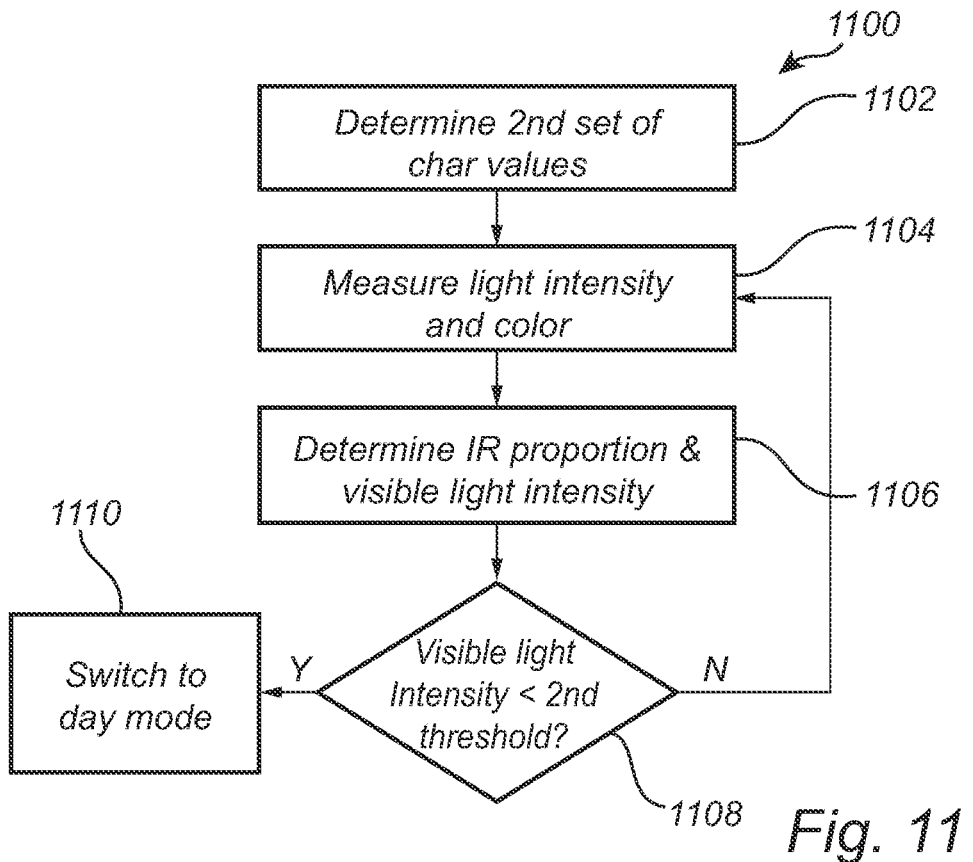 1100
Determine 2nd set of
char values
1102
Measure light intensity
and color
1104
Determine IR proportion &
visible light intensity
1106
1110
Switch to
day mode
Y
Visible light
Intensity < 2nd
threshold?
N
1108
Fig. 11